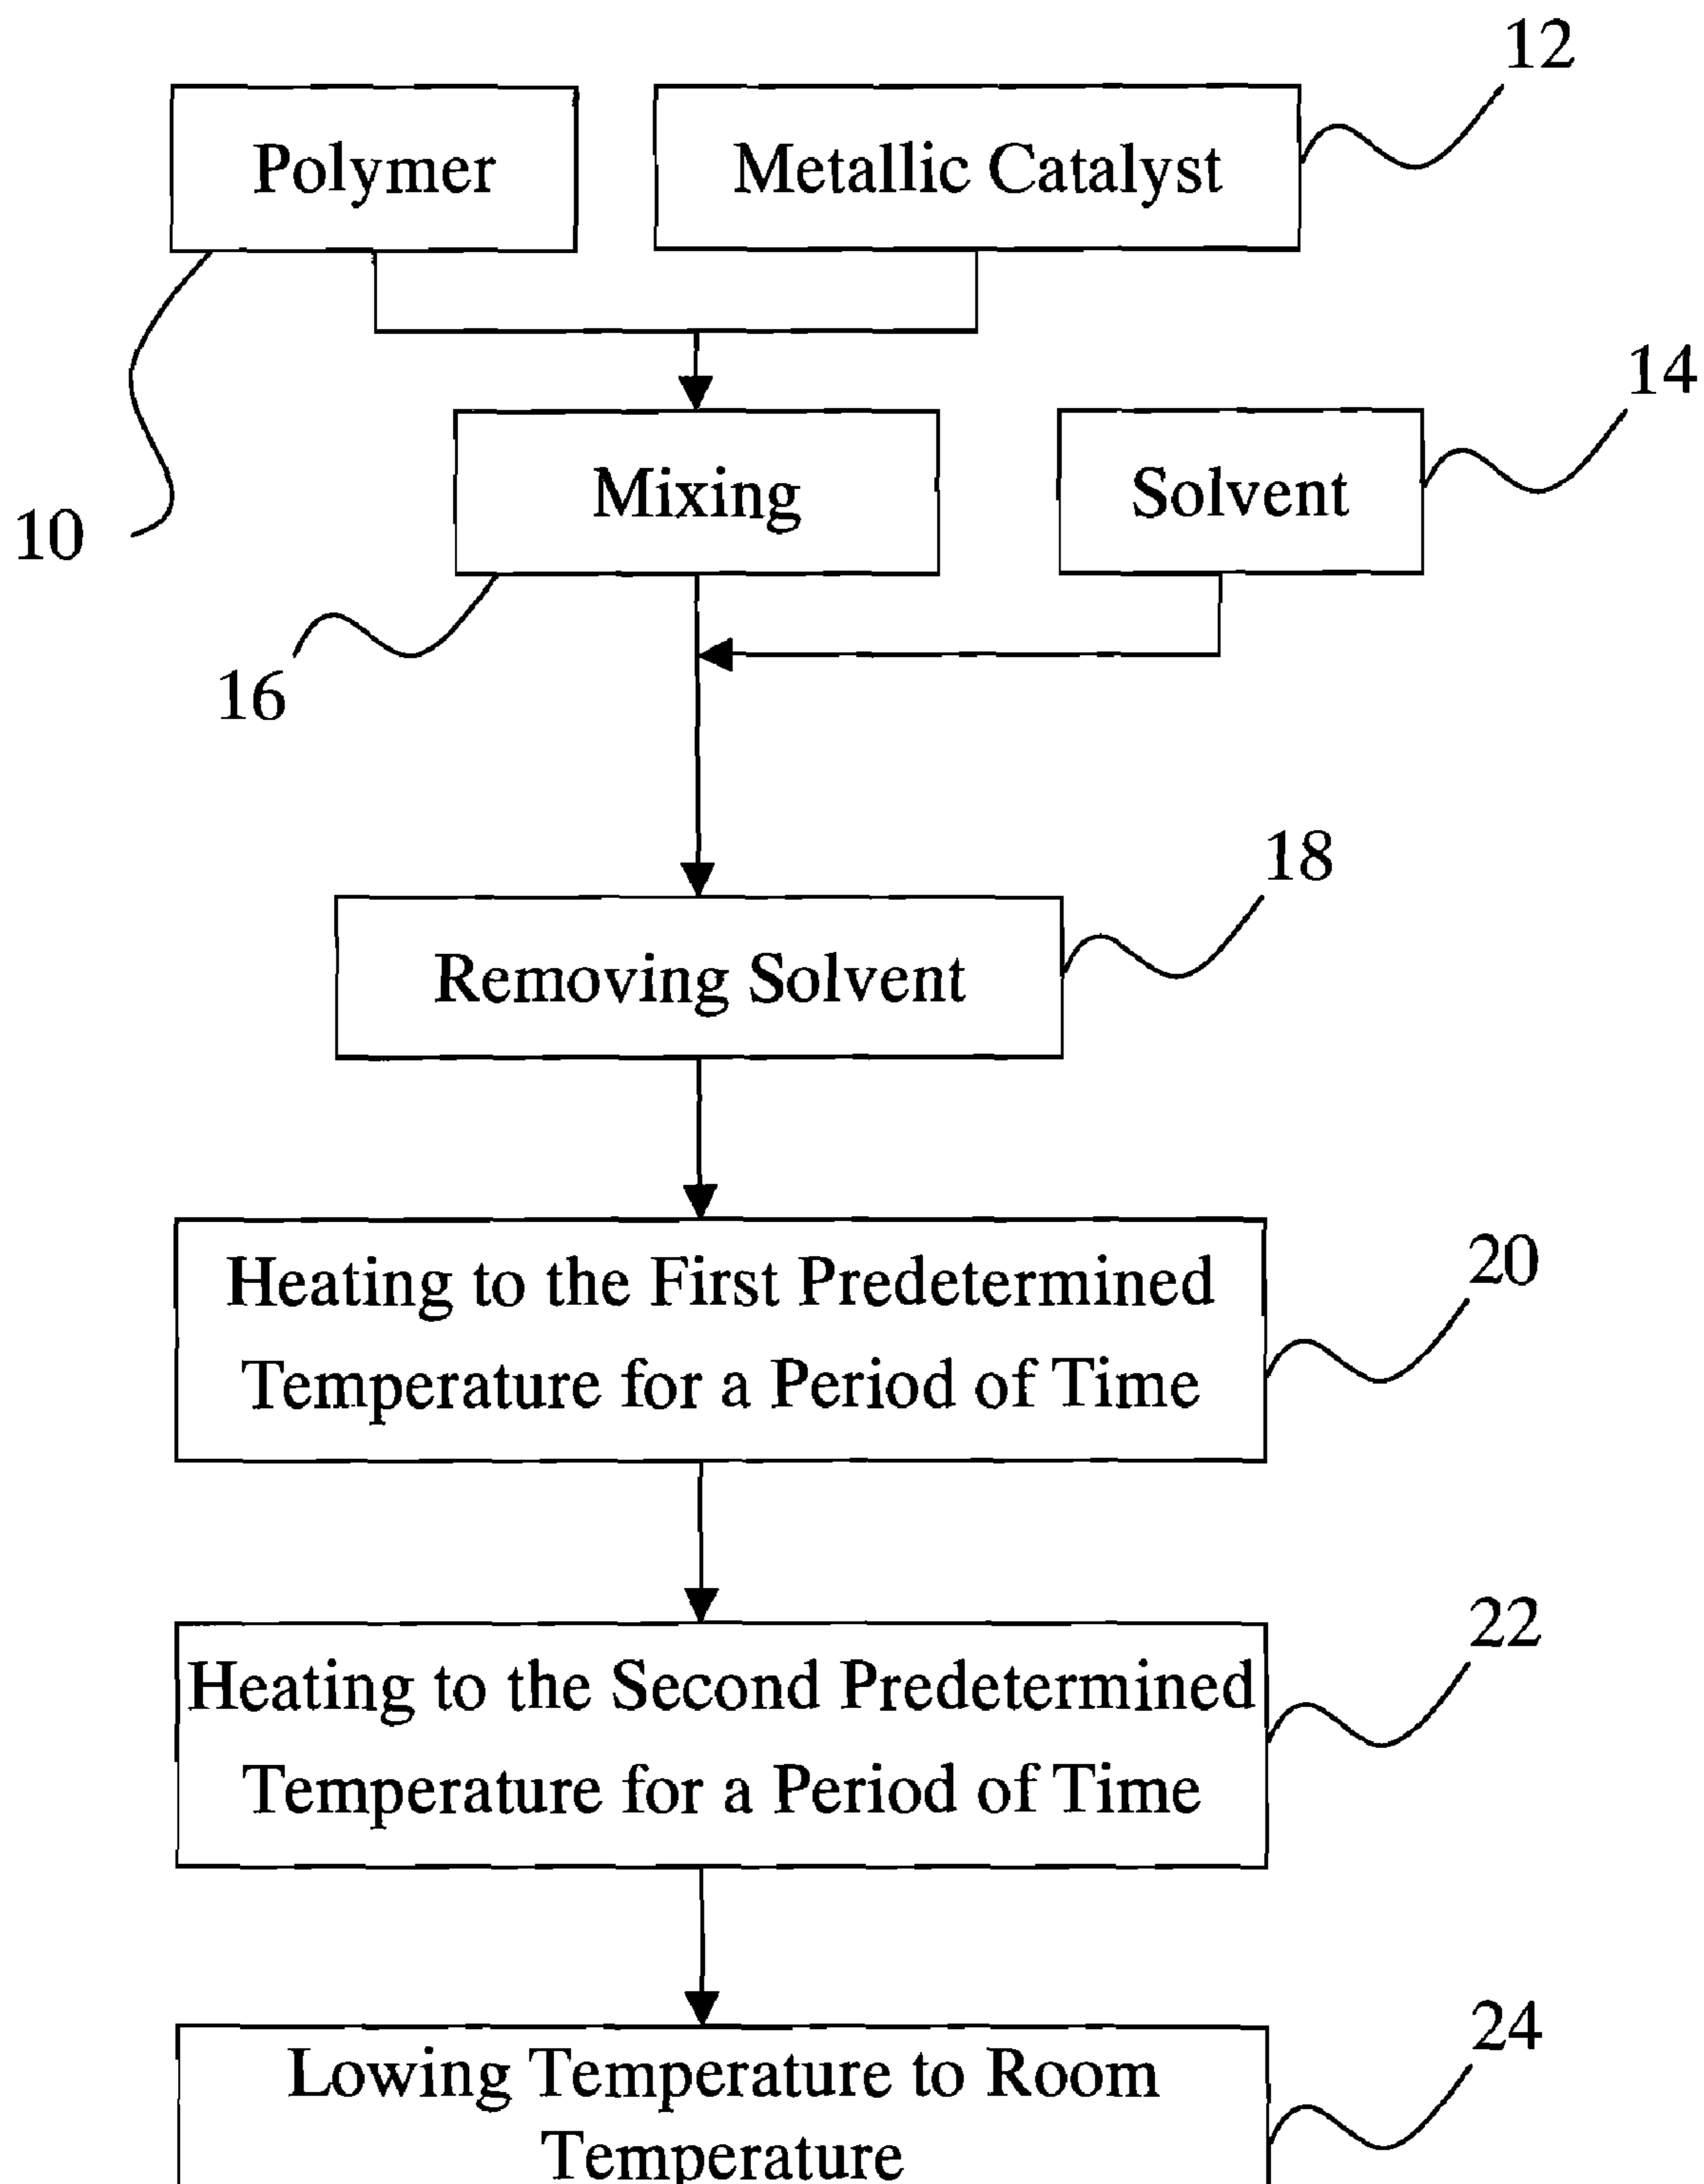 12
Polymer
Metallic Catalyst
14
Mixing
Solvent
10
16
18
Removing Solvent
20
Heating to the First Predetermined
Temperature for a Period of Time
22
Heating to the Second Predetermined
Temperature for a Period of Time
24
Lowing Temperature to Room
Temperature